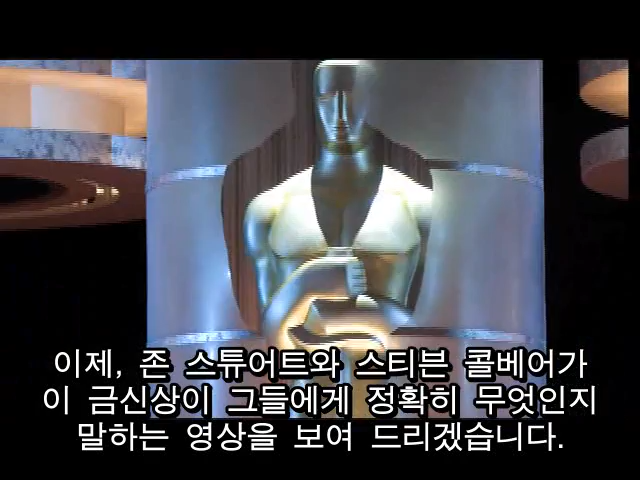 이제, 존 스튜어트와 스티븐 콜베어가
이 금신상이 그들에게 정확히 무엇인지
말하는 영상을 보여 드리겠습니다.